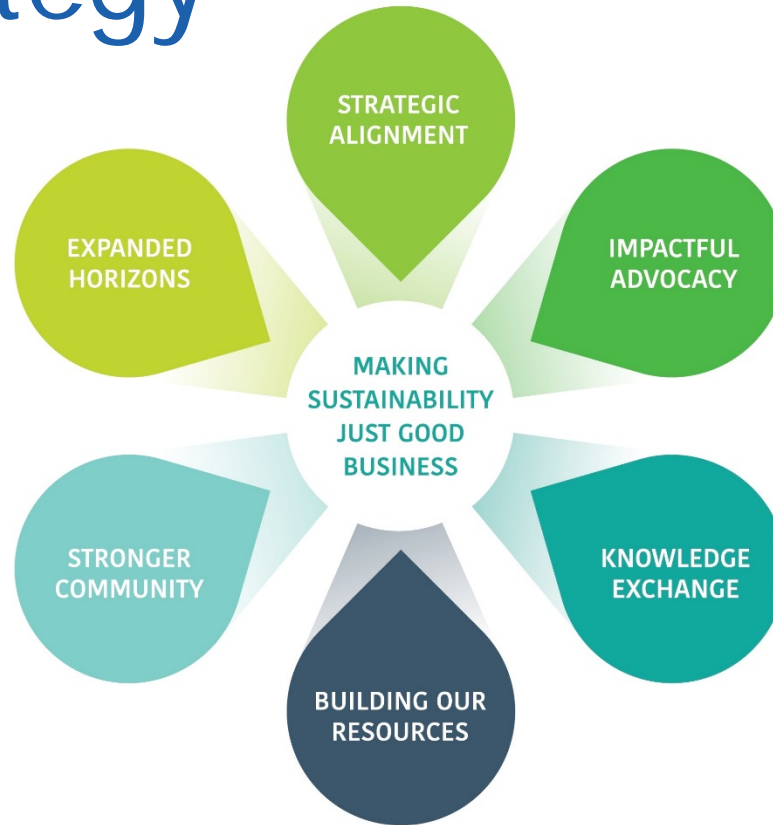 tegy
STRATEGIC
ALIGNMENT
EXPANDED
HORIZONS
IMPACTFUL
ADVOCACY
MAKING
SUSTAINABILITY
JUST GOOD
BUSINESS
STRONGER
COMMUNITY
KNOWLEDGE
EXCHANGE
BUILDING OUR
RESOURCES